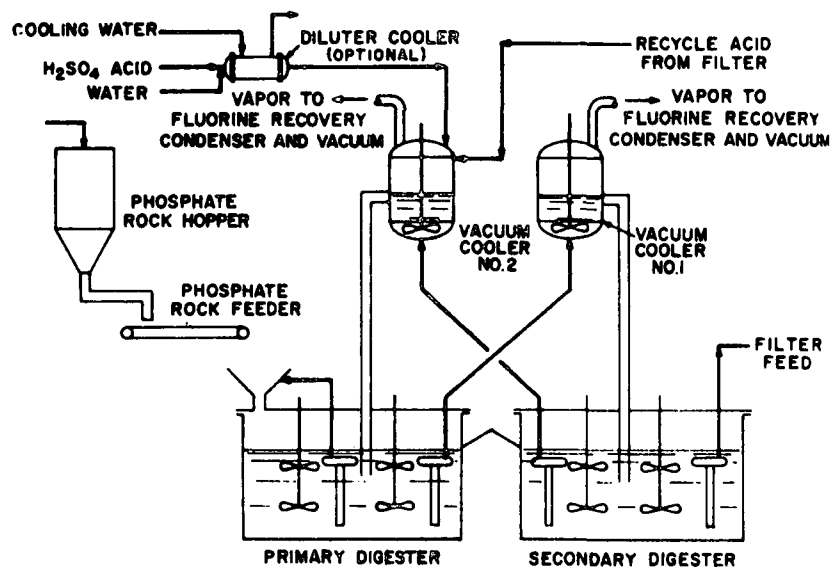 COOLING WATER
DILUTER COOLER
(OPTIONAL)
H₂SO₄ ACID
WATER
RECYCLE ACID
FROM FILTER
VAPOR TO
FLUORINE RECOVERY
CONDENSER AND VACUUM
VAPOR TO
FLUORINE RECOVERY
CONDENSER AND VACUUM
PHOSPHATE
ROCK HOPPER
VACUUM
COOLER
NO.2
VACUUM
COOLER
NO.1
PHOSPHATE
ROCK FEEDER
FILTER
FEED
PRIMARY DIGESTER
SECONDARY DIGESTER